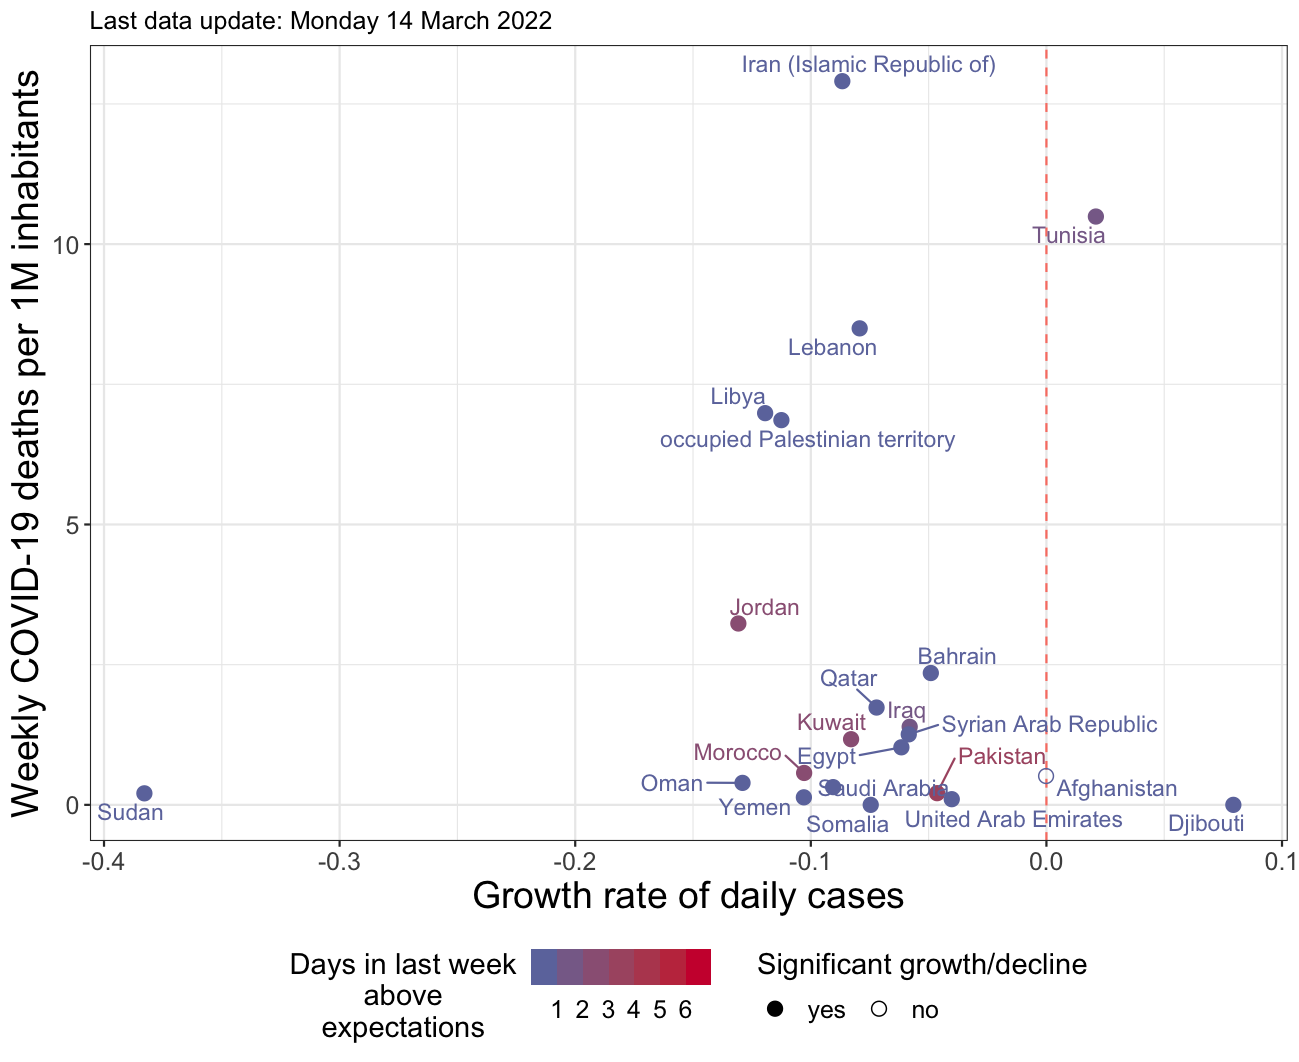 Last data update: Monday 14 March 2022
Weekly COVID-19 deaths per 1M inhabitants
10
5
0
Iran (Islamic Republic of)
Tunisia
Lebanon
Libya
occupied Palestinian territory
Jordan
Bahrain
Qatar
Iraq
Kuwait
Syrian Arab Republic
Morocco
Egypt
Pakistan
Oman
Saudi Arabia
Afghanistan
Yemen
Sudan
Somalia
United Arab Emirates
Djibouti
-0.4 -0.3 -0.2 -0.1 0.0 0.1
Growth rate of daily cases
Days in last week
above
expectations
1 2 3 4 5 6
Significant growth/decline
yes no